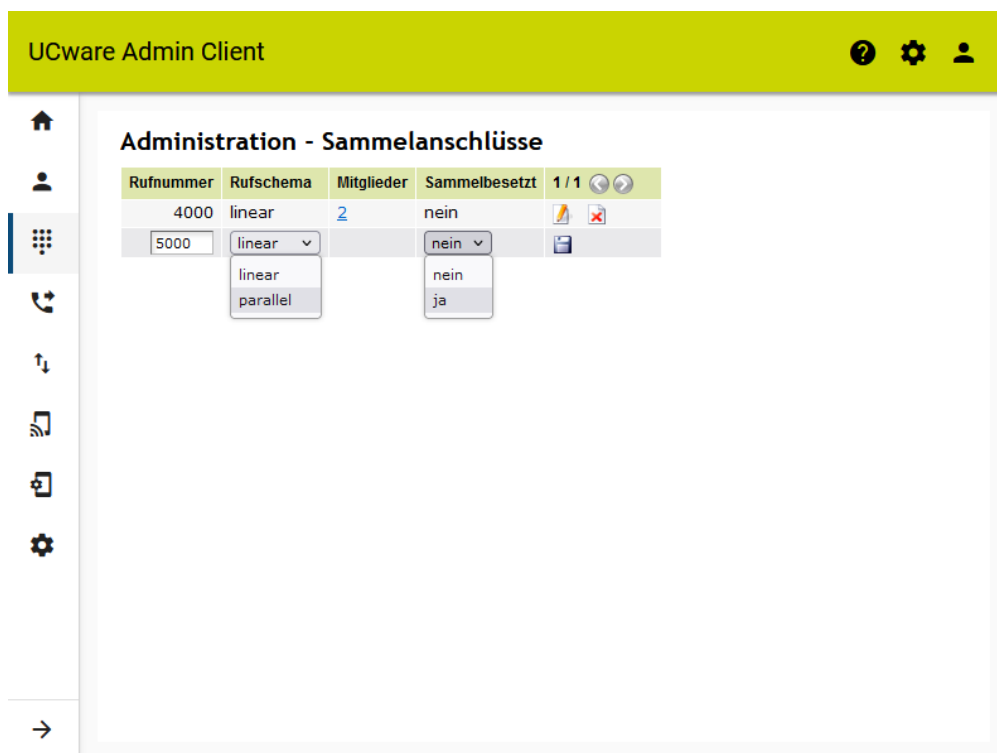 UCware Admin Client
Administration - Sammelanschlüsse
Rufnummer Rufschema Mitglieder Sammelbesetzt 1 / 1
4000 linear 2 nein
5000 linear nein
linear nein
parallel ja